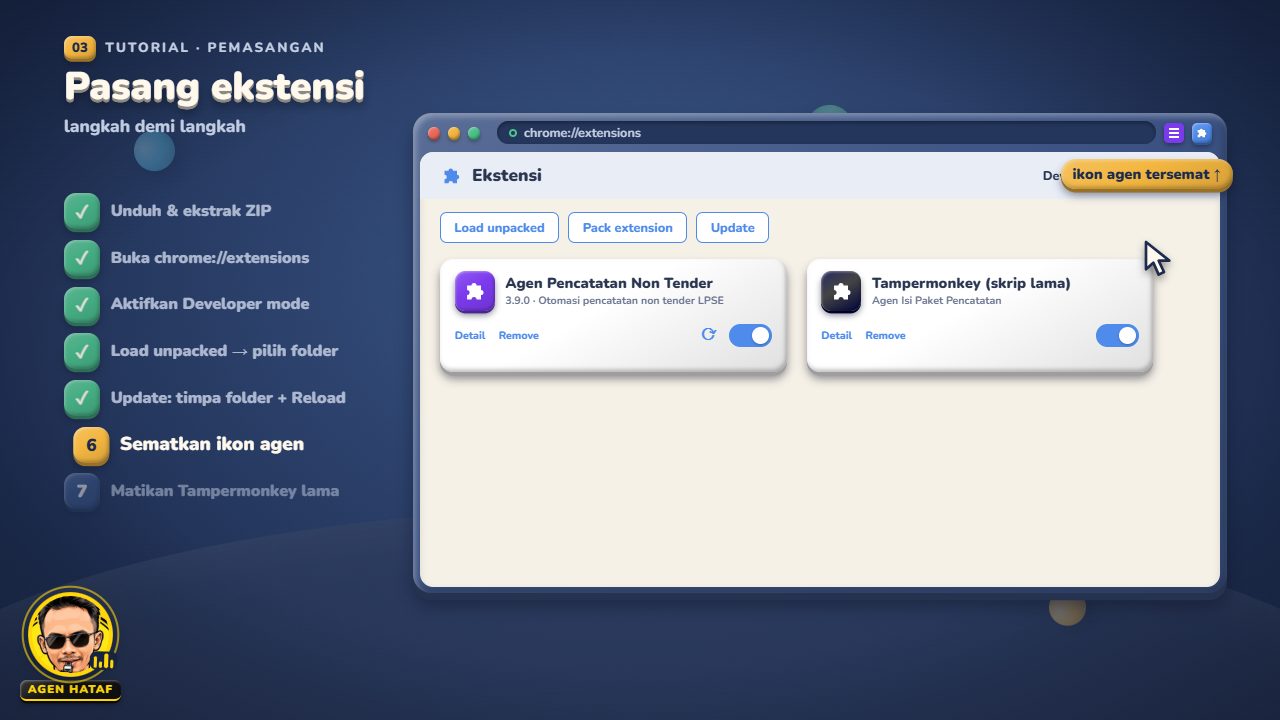 03 TUTORIAL · PEMASANGAN
Pasang ekstensi
langkah demi langkah
✓ Unduh & ekstrak ZIP
✓ Buka chrome://extensions
✓ Aktifkan Developer mode
✓ Load unpacked → pilih folder
✓ Update: timpa folder + Reload
6 Sematkan ikon agen
7 Matikan Tampermonkey lama
chrome://extensions
Ekstensi
ikon agen tersemat ↑
Load unpacked
Pack extension
Update
Agen Pencatatan Non Tender
3.9.0 · Otomasi pencatatan non tender LPSE
Detail Remove
Tampermonkey (skrip lama)
Agen Isi Paket Pencatatan
Detail Remove
AGEN HATAF